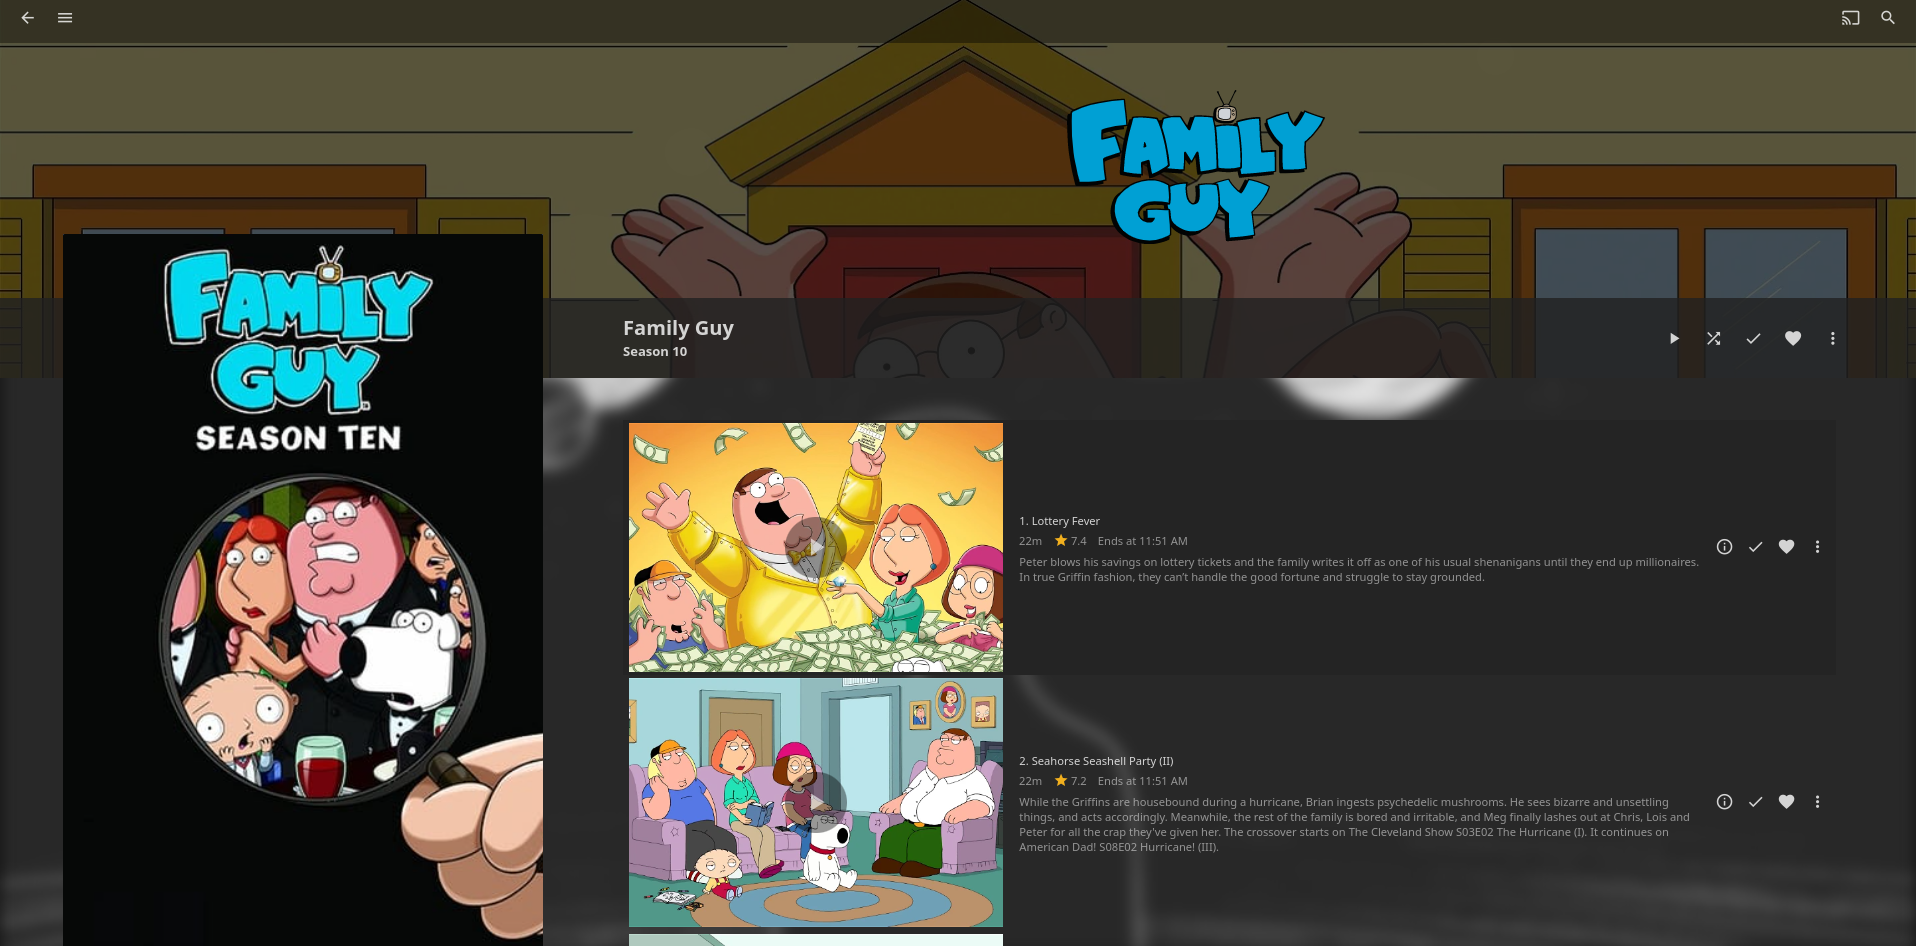 FAMILY
GUY
FAMILY
GUY
SEASON TEN
Family Guy
Season 10
1. Lottery Fever
22m 7.4 Ends at 11:51 AM
Peter blows his savings on lottery tickets and the family writes it off as one of his usual shenanigans until they end up millionaires.
In true Griffin fashion, they can't handle the good fortune and struggle to stay grounded.
2. Seahorse Seashell Party (II)
22m 7.2 Ends at 11:51 AM
While the Griffins are housebound during a hurricane, Brian ingests psychedelic mushrooms. He sees bizarre and unsettling
things, and acts accordingly. Meanwhile, the rest of the family is bored and irritable, and Meg finally lashes out at Chris, Lois and
Peter for all the crap they've given her. The crossover starts on The Cleveland Show S03E02 The Hurricane (I). It continues on
American Dad! S08E02 Hurricane! (III).